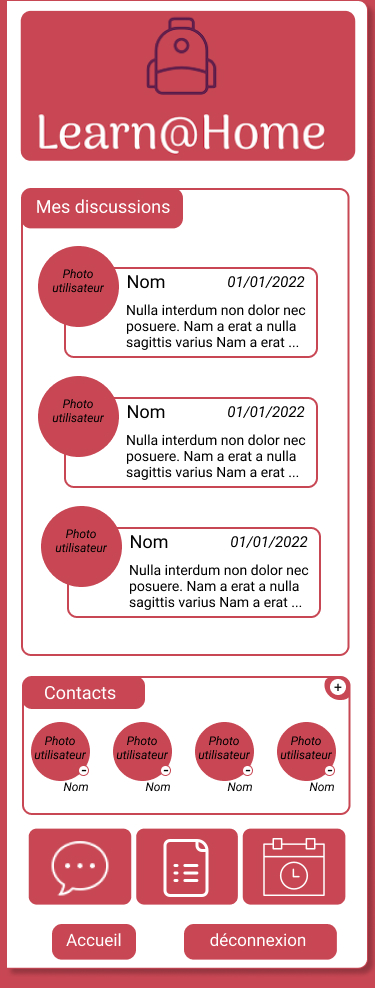 Learn@Home
Mes discussions
Photo
utilisateur
Nom 01/01/2022
Nulla interdum non dolor nec
posuere. Nam a erat a nulla
sagittis varius Nam a erat ...
Photo
utilisateur
Nom 01/01/2022
Nulla interdum non dolor nec
posuere. Nam a erat a nulla
sagittis varius Nam a erat ...
Photo
utilisateur
Nom 01/01/2022
Nulla interdum non dolor nec
posuere. Nam a erat a nulla
sagittis varius Nam a erat ...
Contacts +
Photo Photo Photo Photo
utilisateur utilisateur utilisateur utilisateur
- - - -
Nom Nom Nom Nom
Accueil déconnexion